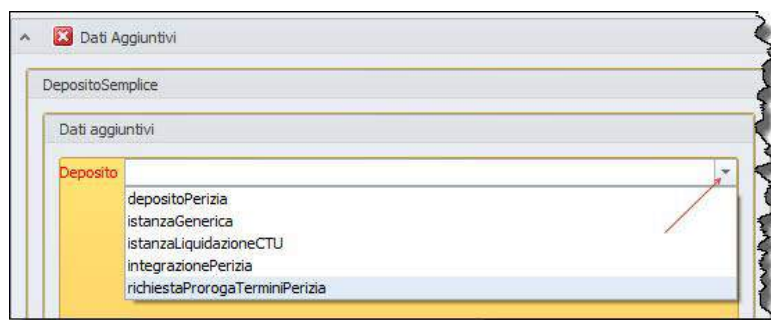 Dati Aggiuntivi
DepositoSemplice
Dati aggiuntivi
Deposito
depositoPerizia
istanzaGenerica
istanzaLiquidazioneCTU
integrazionePerizia
richiestaProrogaTerminiPerizia